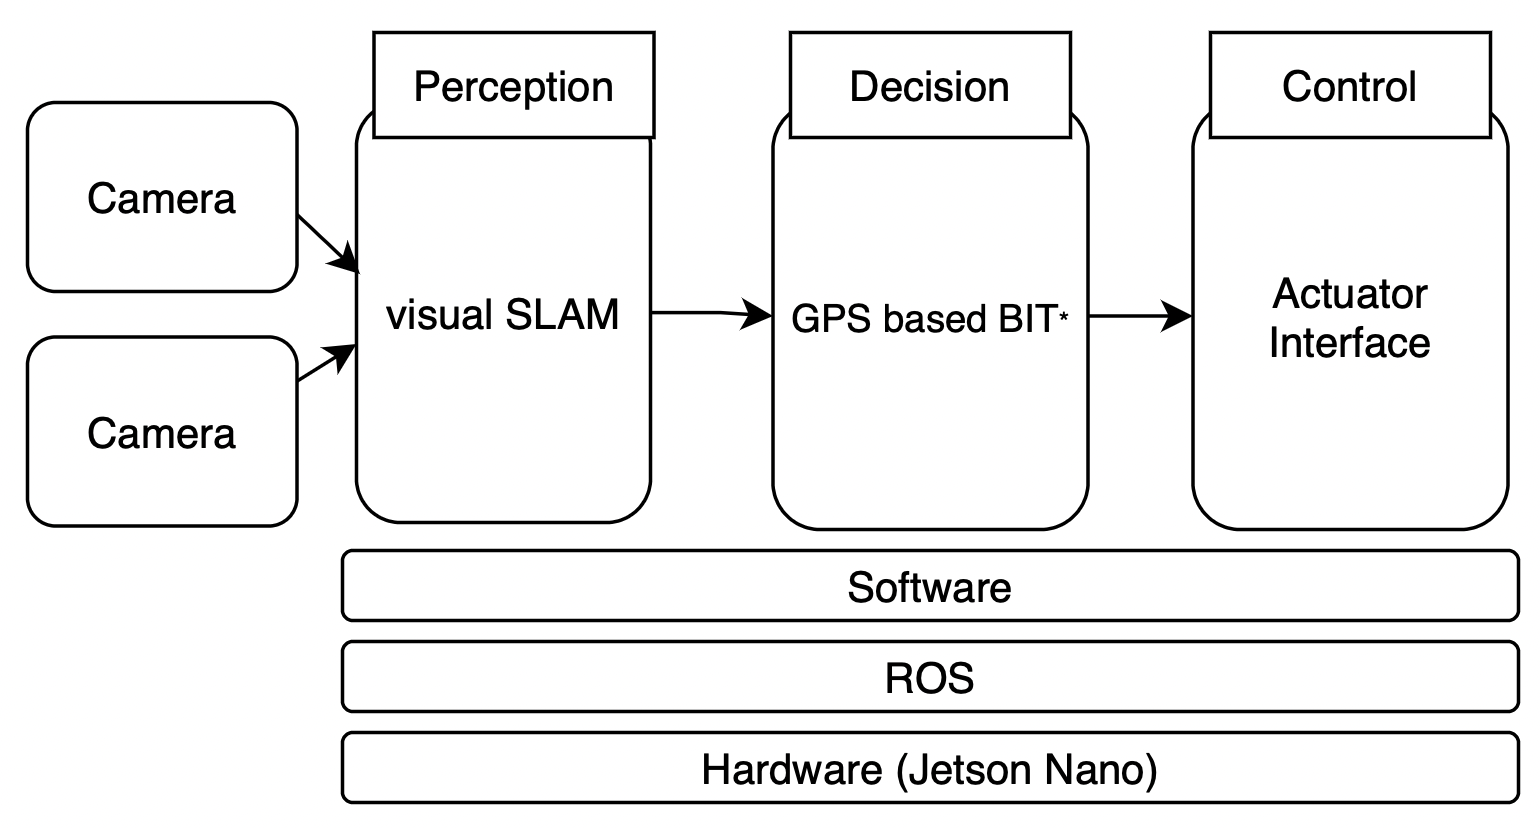 Perception
Decision
Control
Camera
Camera
visual SLAM
GPS based BIT*
Actuator
Interface
Software
ROS
Hardware (Jetson Nano)